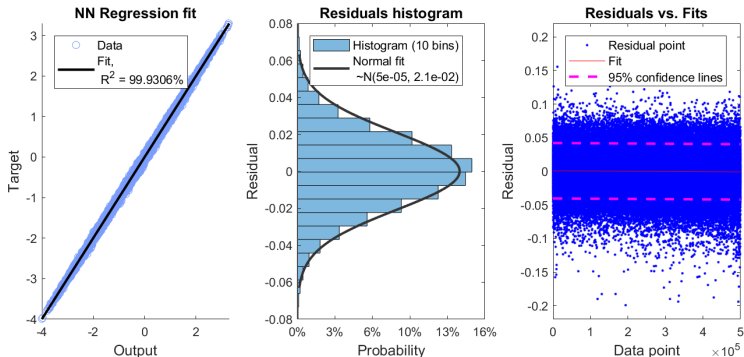 NN Regression fit
Data
Fit,
R² = 99.9306%
Target
3
2
1
0
-1
-2
-3
-4
-4
-2
0
2
Output
Residuals histogram
Histogram (10 bins)
Normal fit
~N(5e-05, 2.1e-02)
Residual
0.08
0.06
0.04
0.02
0
-0.02
-0.04
-0.06
-0.08
0%
3%
6%
10%
13%
16%
Probability
Residuals vs. Fits
Residual point
Fit
95% confidence lines
Residual
0.2
0.15
0.1
0.05
0
-0.05
-0.1
-0.15
-0.2
0
1
2
3
4
5
Data point
×10⁵